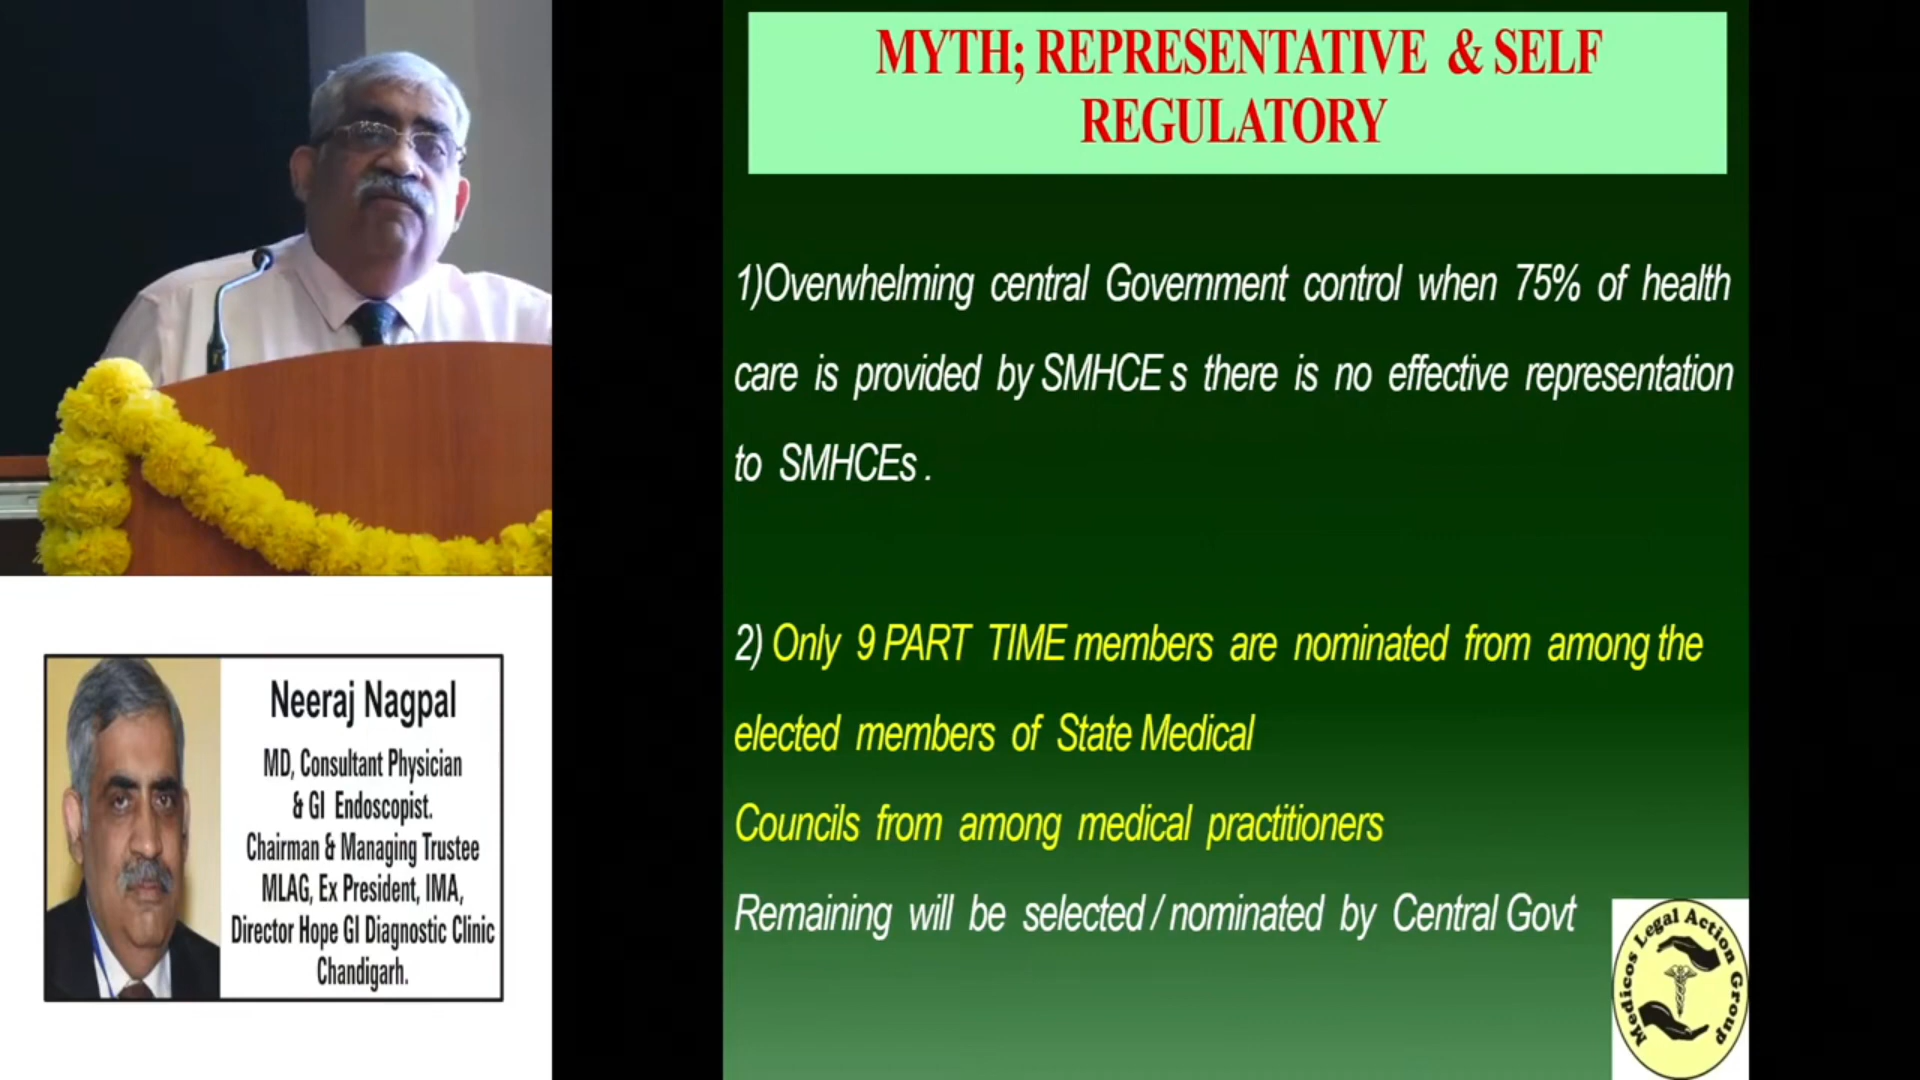 MYTH; REPRESENTATIVE & SELF
REGULATORY
1)Overwhelming central Government control when 75% of health
care is provided by SMHCE s there is no effective representation
to SMHCEs .
2) Only 9 PART TIME members are nominated from among the
elected members of State Medical
Councils from among medical practitioners
Remaining will be selected / nominated by Central Govt
Neeraj Nagpal
MD, Consultant Physician
& GI Endoscopist.
Chairman & Managing Trustee
MLAG, Ex President, IMA,
Director Hope GI Diagnostic Clinic
Chandigarh.
Medicos Legal Action Group